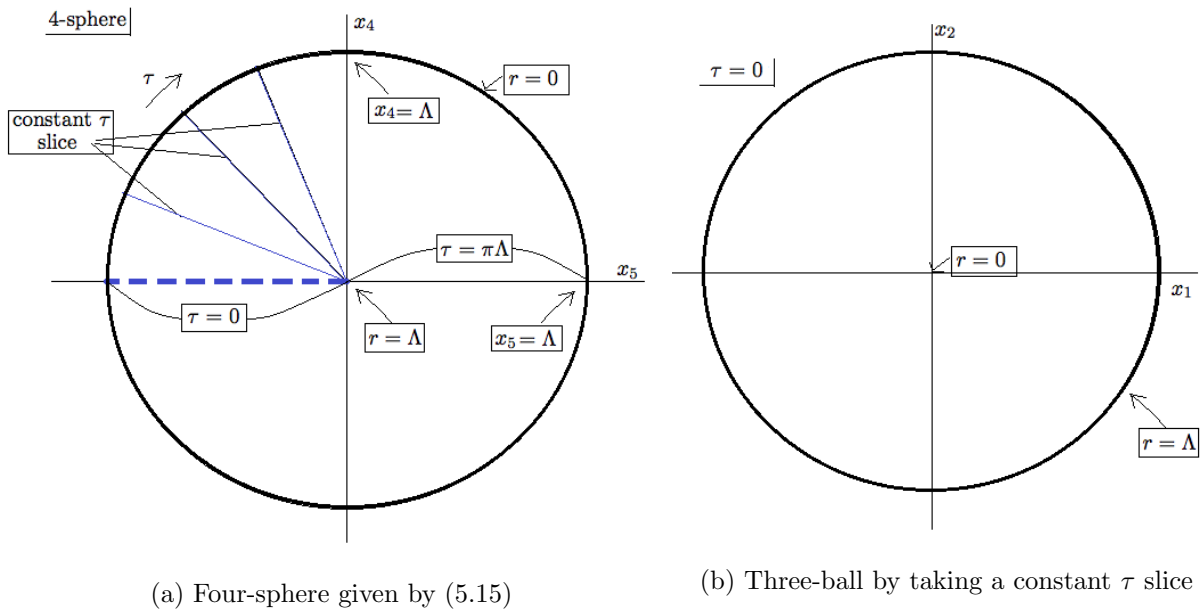 4-sphere
x₄
τ
r = 0
x₄ = Λ
constant τ
slice
τ = πΛ
x₅
τ = 0
r = Λ
x₅ = Λ
(a) Four-sphere given by (5.15)
x₂
τ = 0
r = 0
x₁
r = Λ
(b) Three-ball by taking a constant τ slice